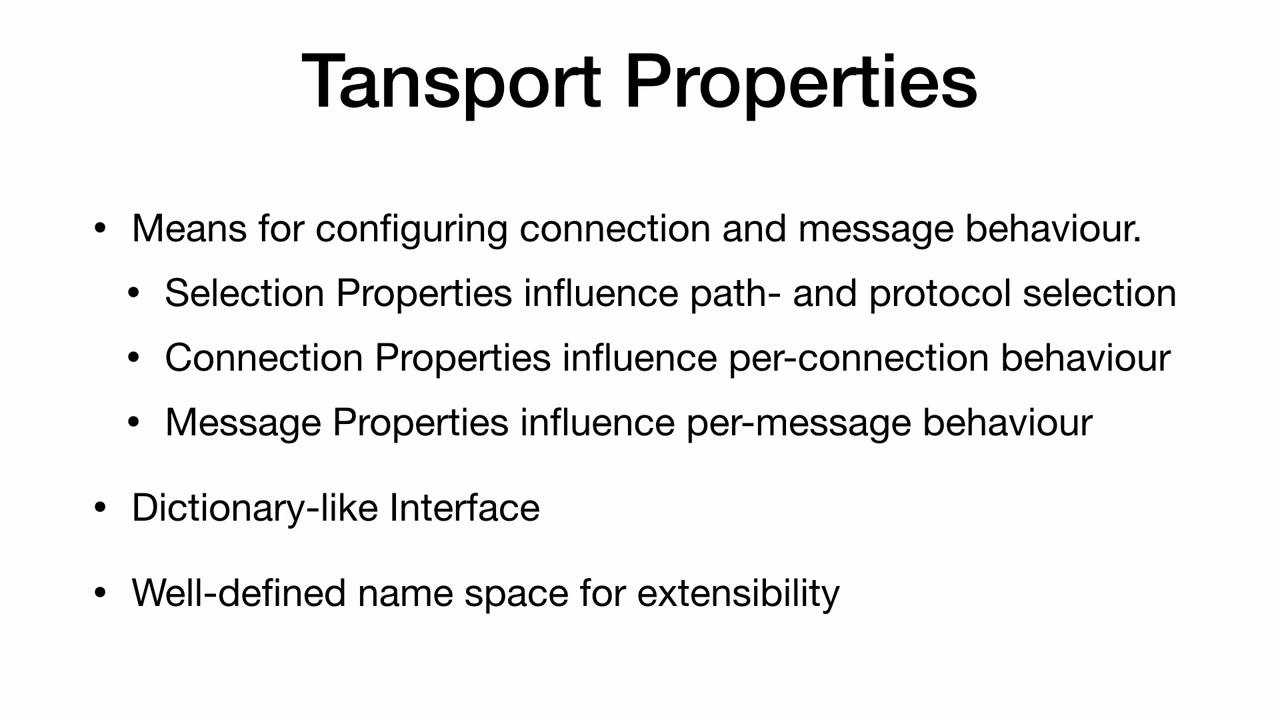 Tansport Properties
• Means for configuring connection and message behaviour.
• Selection Properties influence path- and protocol selection
• Connection Properties influence per-connection behaviour
• Message Properties influence per-message behaviour
• Dictionary-like Interface
• Well-defined name space for extensibility